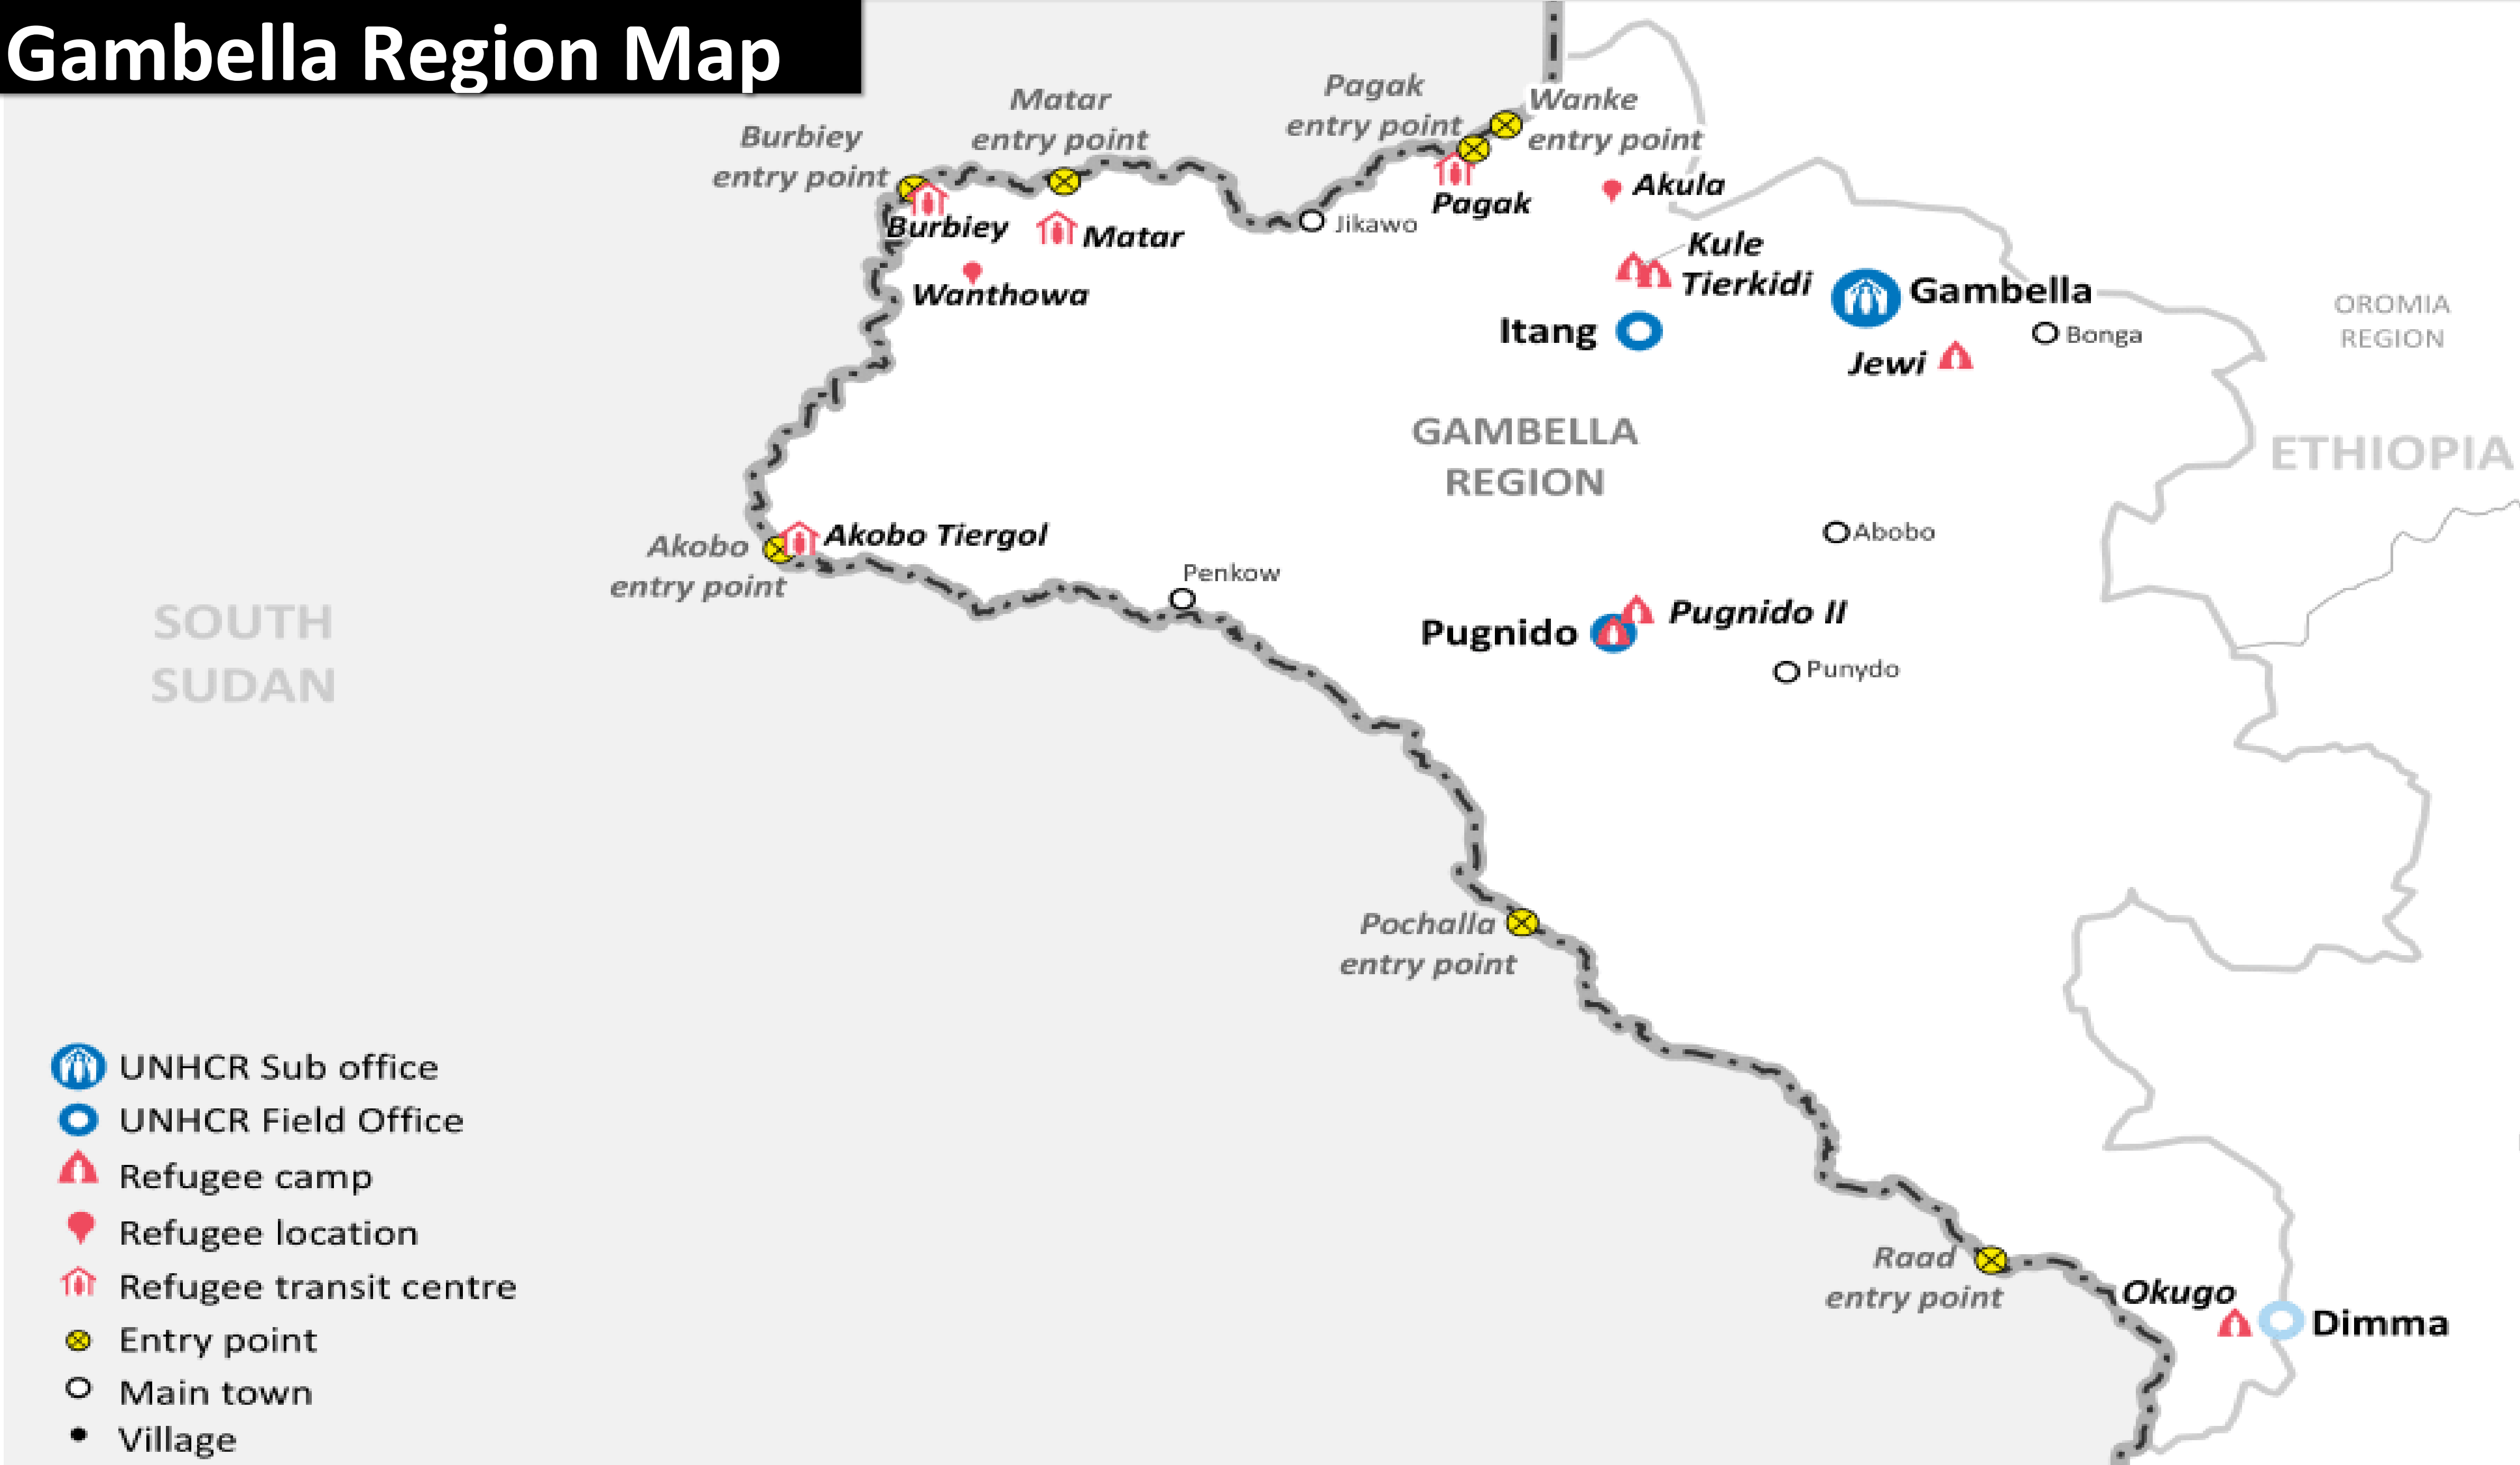 Gambella Region Map
Pagak
entry point
Wanke
entry point
Matar
entry point
Burbiey
entry point
Akula
Pagak
Jikawo
Burbiey
Matar
Kule
Tierkidi
Wanthowa
Gambella
OROMIA
REGION
Itang
Bonga
Jewi
GAMBELLA
REGION
ETHIOPIA
Akobo Tiergol
Akobo
entry point
Abobo
Penkow
SOUTH
SUDAN
Pugnido
Pugnido II
Punydo
Pochalla
entry point
Raad
entry point
Okugo
Dimma
UNHCR Sub office
UNHCR Field Office
Refugee camp
Refugee location
Refugee transit centre
Entry point
Main town
Village